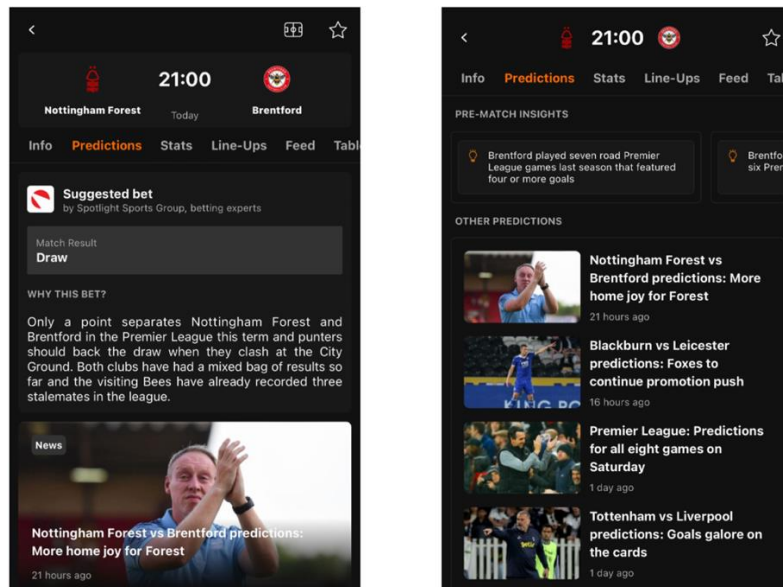 21:00
Nottingham Forest
Today
Brentford
Info Predictions Stats Line-Ups Feed Tabl
Suggested bet
by Spotlight Sports Group, betting experts
Match Result
Draw
WHY THIS BET?
Only a point separates Nottingham Forest and
Brentford in the Premier League this term and punters
should back the draw when they clash at the City
Ground. Both clubs have had a mixed bag of results so
far and the visiting Bees have already recorded three
stalemates in the league.
News
Nottingham Forest vs Brentford predictions:
More home joy for Forest
21 hours ago
21:00
Info Predictions Stats Line-Ups Feed Tal
PRE-MATCH INSIGHTS
Brentford played seven road Premier
League games last season that featured
four or more goals
Brentfo
six Prem
OTHER PREDICTIONS
Nottingham Forest vs
Brentford predictions: More
home joy for Forest
21 hours ago
Blackburn vs Leicester
predictions: Foxes to
continue promotion push
16 hours ago
Premier League: Predictions
for all eight games on
Saturday
1 day ago
Tottenham vs Liverpool
predictions: Goals galore on
the cards
1 day ago